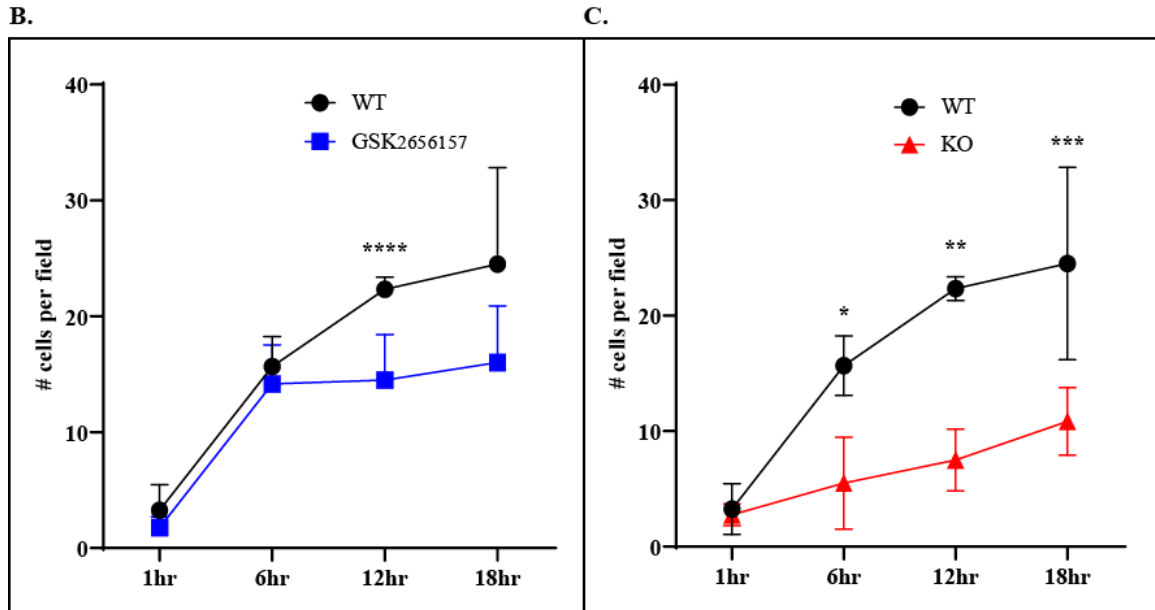 B.
40
30
20
10
0
# cells per field
WT
GSK2656157
****
1hr 6hr 12hr 18hr
C.
40
30
20
10
0
# cells per field
WT
KO
***
**
*
1hr 6hr 12hr 18hr